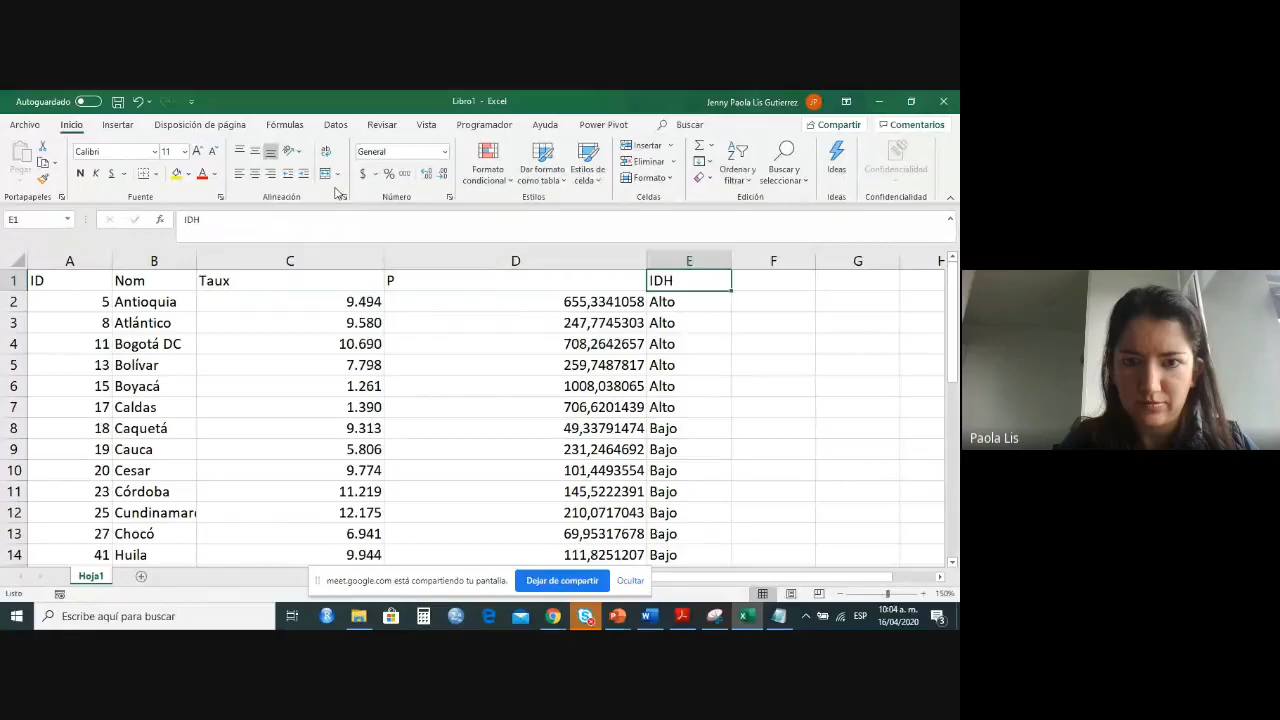 Autoguardado
Libro1 - Excel
Jenny Paola Lis Gutierrez JP
Archivo Inicio Insertar Disposición de página Fórmulas Datos Revisar Vista Programador Ayuda Power Pivot Buscar Compartir Comentarios
Pegar
Calibri 11
N K S
General
$ % 000
Formato condicional
Dar formato como tabla
Estilos de celda
Insertar
Eliminar
Formato
Ordenar y filtrar
Buscar y seleccionar
Ideas
Confidencialidad
Portapapeles Fuente Alineación Número Estilos Celdas Edición Ideas Confidencialidad
E1 fx IDH
A B C D E F G H
1 ID Nom Taux P IDH
2 5 Antioquia 9.494 655,3341058 Alto
3 8 Atlántico 9.580 247,7745303 Alto
4 11 Bogotá DC 10.690 708,2642657 Alto
5 13 Bolívar 7.798 259,7487817 Alto
6 15 Boyacá 1.261 1008,038065 Alto
7 17 Caldas 1.390 706,6201439 Alto
8 18 Caquetá 9.313 49,33791474 Bajo
9 19 Cauca 5.806 231,2464692 Bajo
10 20 Cesar 9.774 101,4493554 Bajo
11 23 Córdoba 11.219 145,5222391 Bajo
12 25 Cundinamar 12.175 210,0717043 Bajo
13 27 Chocó 6.941 69,95317678 Bajo
14 41 Huila 9.944 111,8251207 Bajo
Hoja1
meet.google.com está compartiendo tu pantalla. Dejar de compartir Ocultar
Listo
150%
Escribe aquí para buscar
ESP
10:04 a. m.
16/04/2020
3
Paola Lis